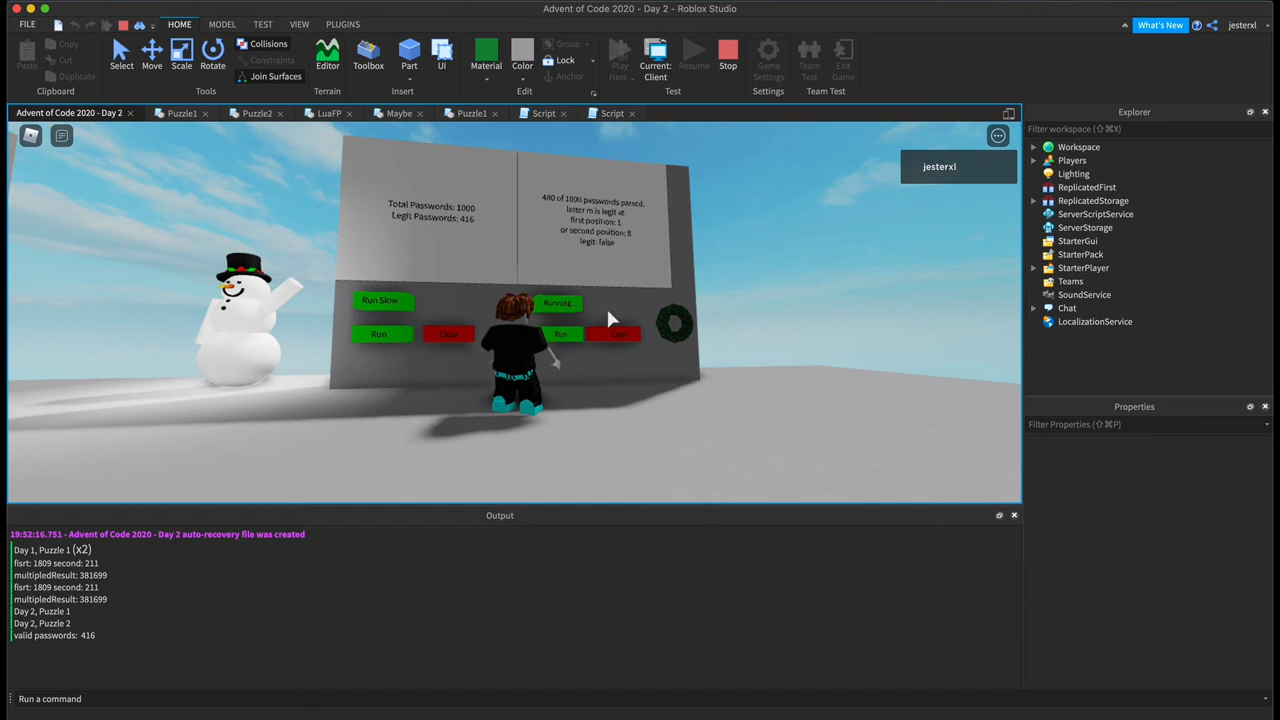 Advent of Code 2020 - Day 2 - Roblox Studio
FILE
HOME
MODEL
TEST
VIEW
PLUGINS
What's New
jesterxl
Paste
Copy
Cut
Duplicate
Clipboard
Select
Move
Scale
Rotate
Collisions
Constraints
Join Surfaces
Tools
Editor
Terrain
Toolbox
Part
UI
Insert
Material
Color
Group
Lock
Anchor
Edit
Play
Here
Current:
Client
Resume
Stop
Test
Game
Settings
Settings
Team
Test
Exit
Game
Team Test
Advent of Code 2020 - Day 2
Puzzle1
Puzzle2
LuaFP
Maybe
Puzzle1
Script
Script
jesterxl
Total Passwords: 1000
Legit Passwords: 416
480 of 1000 passwords parsed,
letter m is legit at
first position: 1
or second position: 8
legit: false
Run Slow
Run
Clear
Running...
Run
Clear
Explorer
Filter workspace (⇧⌘X)
Workspace
Players
Lighting
ReplicatedFirst
ReplicatedStorage
ServerScriptService
ServerStorage
StarterGui
StarterPack
StarterPlayer
Teams
SoundService
Chat
LocalizationService
Properties
Filter Properties (⇧⌘P)
Output
19:52:16.751 - Advent of Code 2020 - Day 2 auto-recovery file was created
Day 1, Puzzle 1 (x2)
fisrt: 1809 second: 211
multipledResult: 381699
fisrt: 1809 second: 211
multipledResult: 381699
Day 2, Puzzle 1
Day 2, Puzzle 2
valid passwords: 416
Run a command